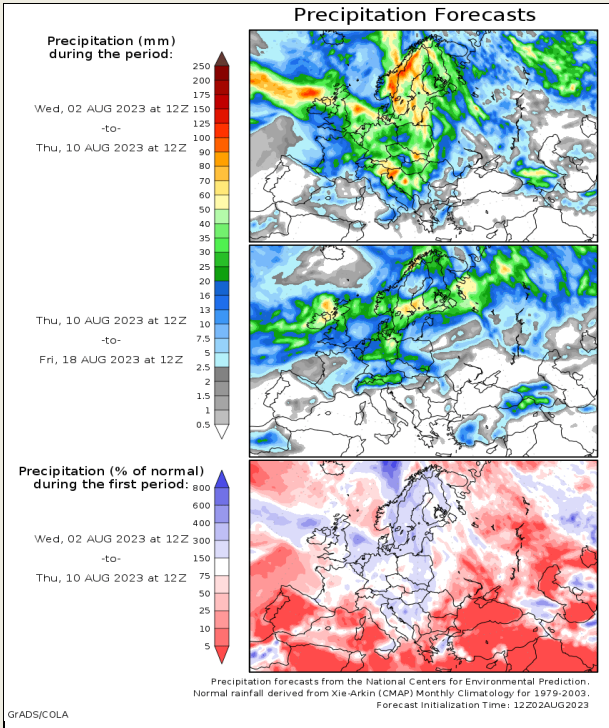 Precipitation Forecasts
Precipitation (mm)
during the period:
250
200
175
150
125
100
90
80
70
60
50
40
35
30
25
20
16
13
10
7.5
5
2.5
2
1.5
1
0.5
Wed, 02 AUG 2023 at 12Z
-to-
Thu, 10 AUG 2023 at 12Z
Thu, 10 AUG 2023 at 12Z
-to-
Fri, 18 AUG 2023 at 12Z
Precipitation (% of normal)
during the first period:
800
600
400
300
150
75
50
25
10
5
Wed, 02 AUG 2023 at 12Z
-to-
Thu, 10 AUG 2023 at 12Z
Precipitation forecasts from the National Centers for Environmental Prediction.
Normal rainfall derived from Xie-Arkin (CMAP) Monthly Climatology for 1979-2003.
Forecast Initialization Time: 12Z02AUG2023
GrADS/COLA